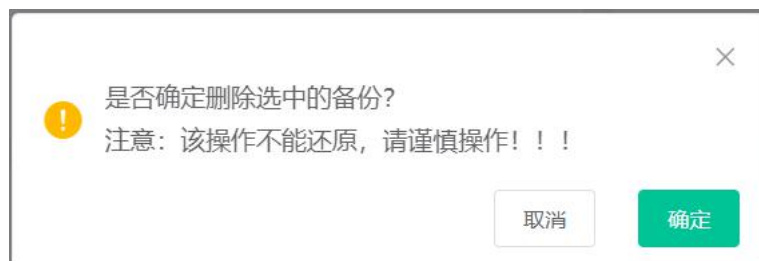 是否确定删除选中的备份？
注意：该操作不能还原，请谨慎操作！！！
取消
确定